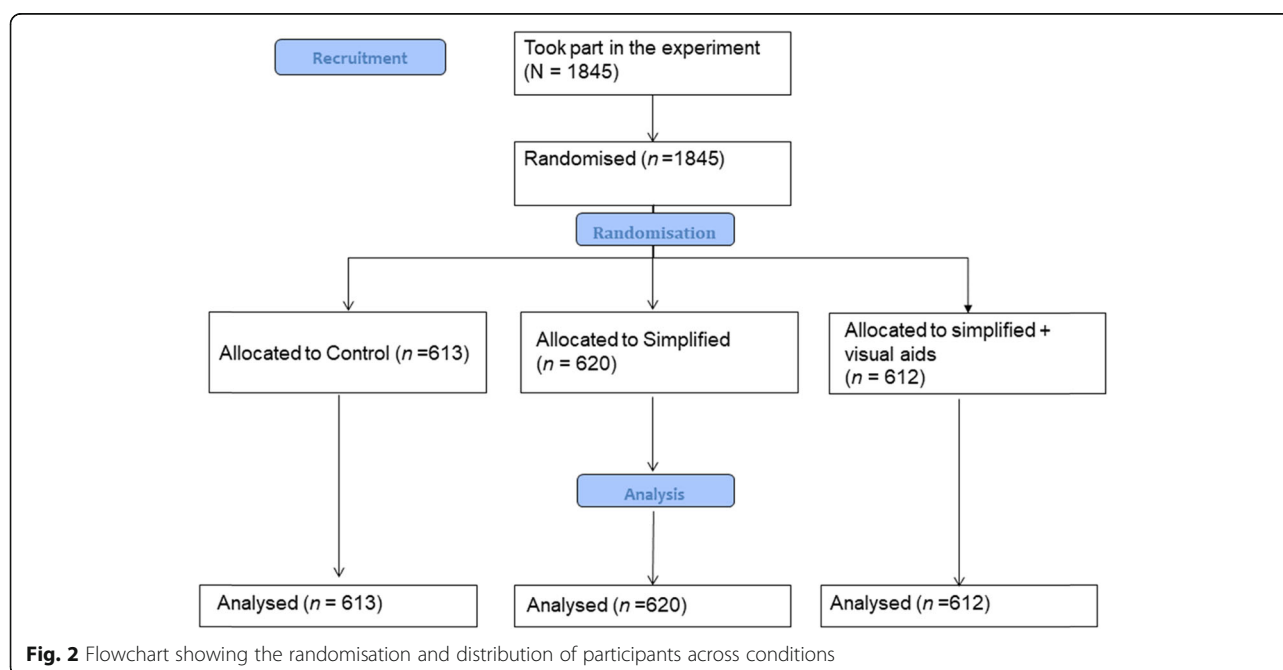 Recruitment
Took part in the experiment
(N = 1845)
Randomised (n =1845)
Randomisation
Allocated to Control (n =613)
Allocated to Simplified
(n = 620)
Allocated to simplified +
visual aids
(n = 612)
Analysis
Analysed (n = 613)
Analysed (n =620)
Analysed (n =612)
Fig. 2 Flowchart showing the randomisation and distribution of participants across conditions